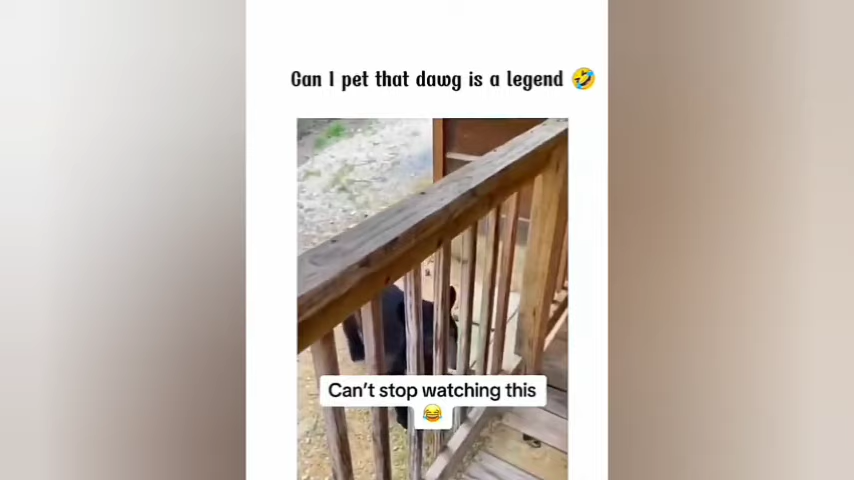 Can I pet that dawg is a legend 🤣
Can't stop watching this
😂